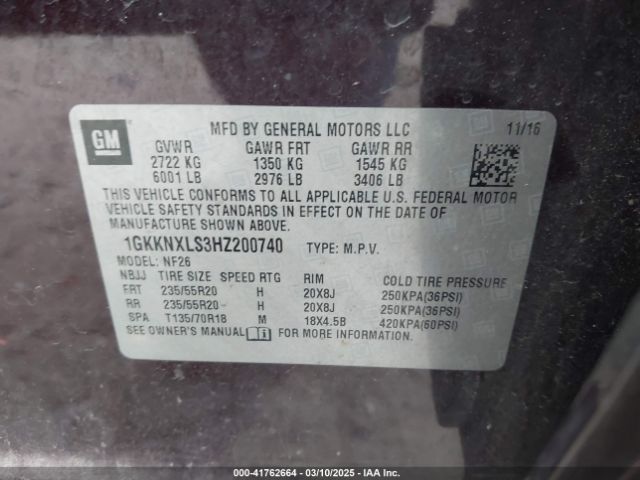 GM
MFD BY GENERAL MOTORS LLC 11/16
GVWR GAWR FRT GAWR RR
2722 KG 1350 KG 1545 KG
6001 LB 2976 LB 3406 LB
THIS VEHICLE CONFORMS TO ALL APPLICABLE U.S. FEDERAL MOTOR
VEHICLE SAFETY STANDARDS IN EFFECT ON THE DATE OF
MANUFACTURE SHOWN ABOVE.
1GKKNXLS3HZ200740 TYPE: M.P.V.
MODEL: NF26
NBJJ TIRE SIZE SPEED RTG RIM COLD TIRE PRESSURE
FRT 235/55R20 H 20X8J 250KPA(36PSI)
RR 235/55R20 H 20X8J 250KPA(36PSI)
SPA T135/70R18 M 18X4.5B 420KPA(60PSI)
SEE OWNER'S MANUAL FOR MORE INFORMATION.
000-41762664 — 03/10/2025 — IAA, Inc.